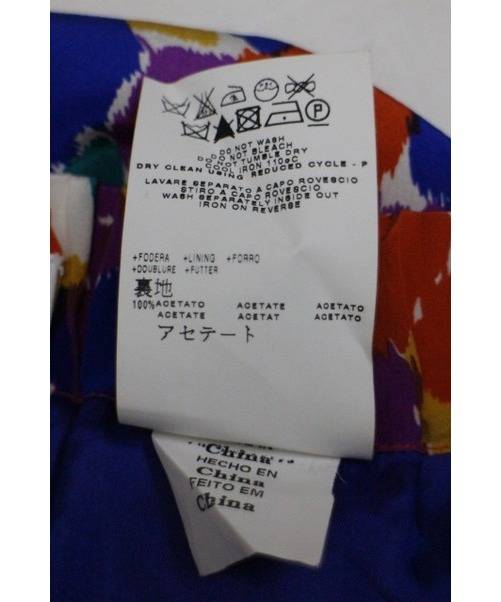 DO NOT WASH
DO NOT BLEACH
DO NOT TUMBLE DRY
COOL IRON 110°C
DRY CLEAN USING REDUCED CYCLE - P
LAVARE SEPARATO A CAPO ROVESCIO
STIRO A CAPO ROVESCIO
WASH SEPARATELY INSIDE OUT
IRON ON REVERSE
+FODERA +LINING +FORRO
+DOUBLURE +FUTTER
裏地
100% ACETATO ACETATE ACETATO
ACETATE ACETAT ACETATO
アセテート
China
HECHO EN
China
FEITO EM
China